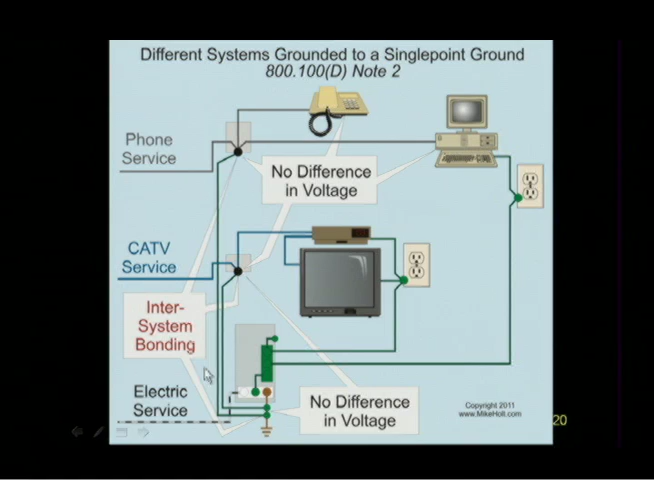 Different Systems Grounded to a Singlepoint Ground
800.100(D) Note 2
Phone
Service
No Difference
in Voltage
CATV
Service
Inter-
System
Bonding
Electric
Service
No Difference
in Voltage
Copyright 2011
www.MikeHolt.com
20